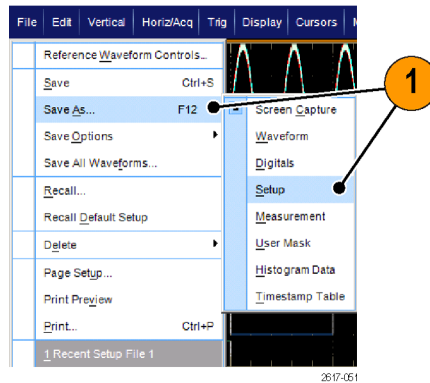 File Edit Vertical Horiz/Acq Trig Display Cursors
Reference Waveform Controls...
Save Ctrl+S
Save As... F12
Save Options
Save All Waveforms...
Recall...
Recall Default Setup
Delete
Page Setup...
Print Preview
Print... Ctrl+P
1 Recent Setup File 1
Screen Capture
Waveform
Digitals
Setup
Measurement
User Mask
Histogram Data
Timestamp Table
1
2617-051